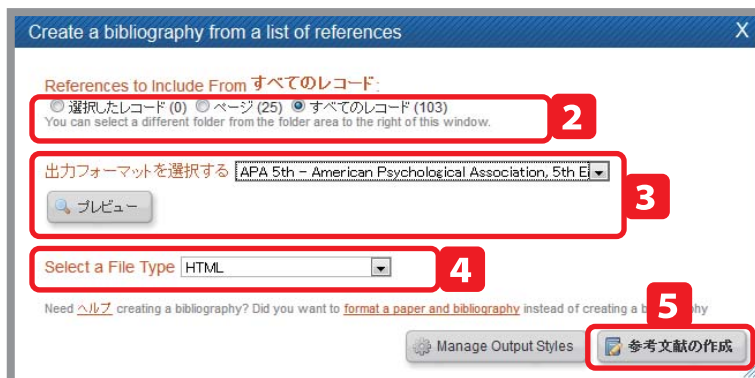 Create a bibliography from a list of references X
References to Include From すべてのレコード:
選択したレコード (0) ページ (25) すべてのレコード (103)
You can select a different folder from the folder area to the right of this window.
2
出力フォーマットを選択する APA 5th - American Psychological Association, 5th E
プレビュー
3
Select a File Type HTML
4
Need ヘルプ creating a bibliography? Did you want to format a paper and bibliography instead of creating a b
5
Manage Output Styles 参考文献の作成